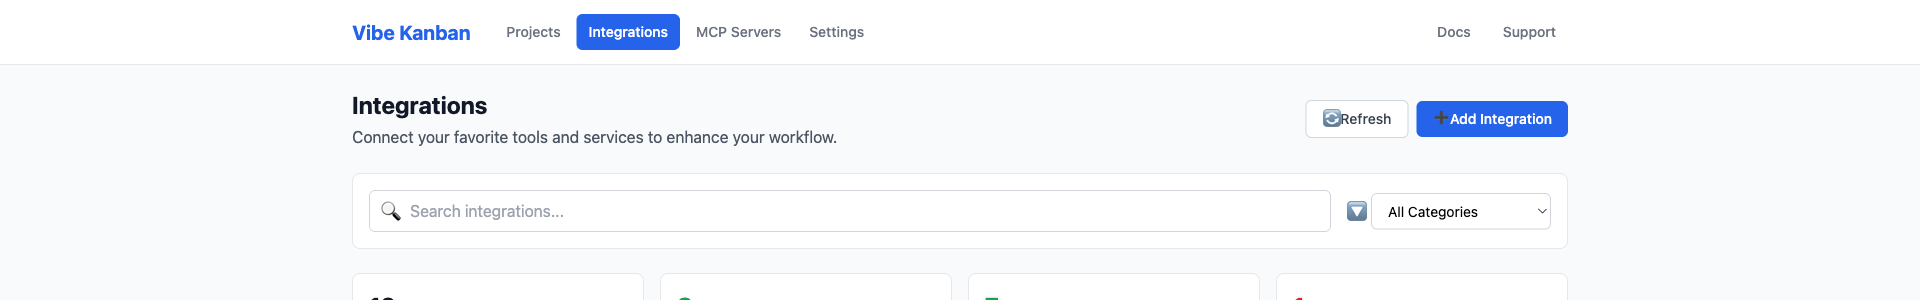 Vibe Kanban Projects Integrations MCP Servers Settings Docs Support
Integrations
Connect your favorite tools and services to enhance your workflow.
Refresh Add Integration
Search integrations... All Categories